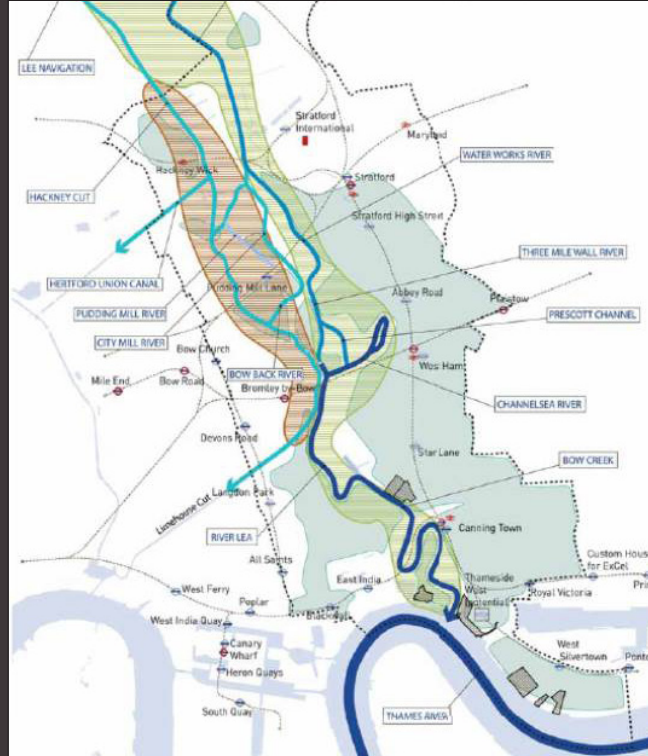 LEE NAVIGATION
Stratford
International
Maryland
WATER WORKS RIVER
Hackney Wick
Stratford
HACKNEY CUT
Stratford High Street
THREE MILE WALL RIVER
HERTFORD UNION CANAL
Pudding Mill Lane
Abbey Road
Plaistow
PUDDING MILL RIVER
PRESCOTT CHANNEL
CITY MILL RIVER
Bow Church
West Ham
Mile End
Bow Road
BOW BACK RIVER
Bromley by Bow
CHANNELSEA RIVER
Devons Road
Star Lane
BOW CREEK
Langdon Park
Limehouse Cut
Canning Town
RIVER LEA
All Saints
Custom House
for ExCel
East India
Thameside
West
West Ferry
Royal Victoria
Poplar
Blackwall
West India Quay
Canary
Wharf
West
Silvertown
Heron Quays
South Quay
THAMES RIVER